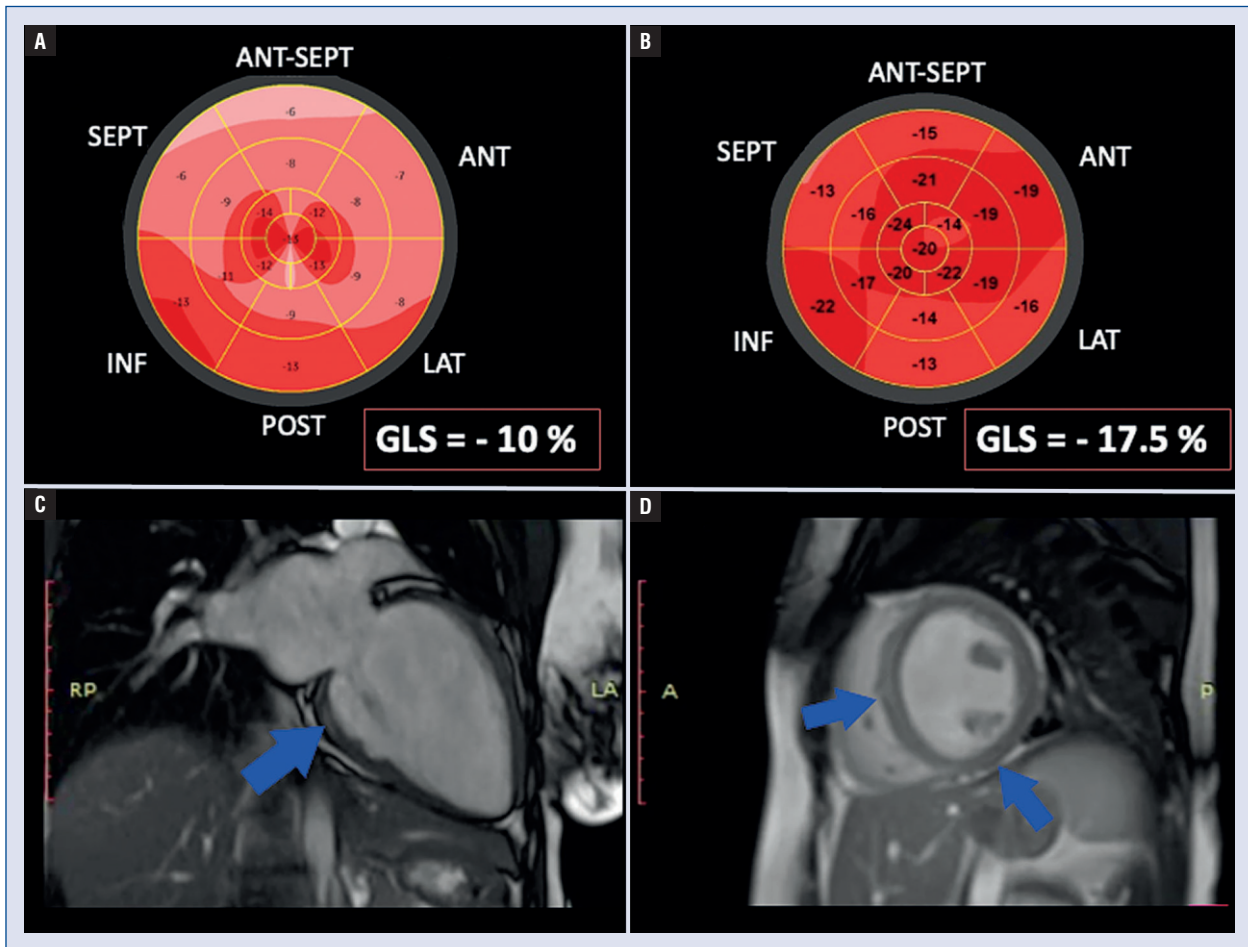 A
ANT-SEPT
SEPT
ANT
-6
-6
-7
-8
-9
-8
-14
-12
-13
-12
-13
-11
-9
-13
-8
-9
-13
INF
LAT
POST
GLS = - 10 %
B
ANT-SEPT
SEPT
ANT
-15
-13
-19
-21
-16
-19
-24
-14
-20
-20
-22
-17
-19
-22
-16
-14
-13
INF
LAT
POST
GLS = - 17.5 %
C
RP
LA
D
A
P